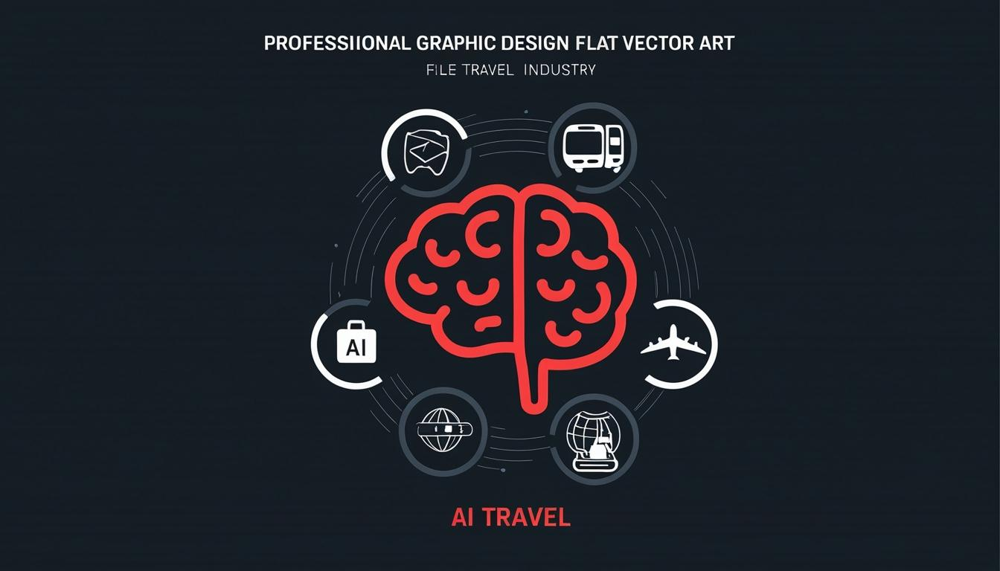 PROFESSIIONAL GRAPHIC DESIGN FLAT VECTOR ART
FILE TRAVEL INDUSTRY
AI
AI TRAVEL